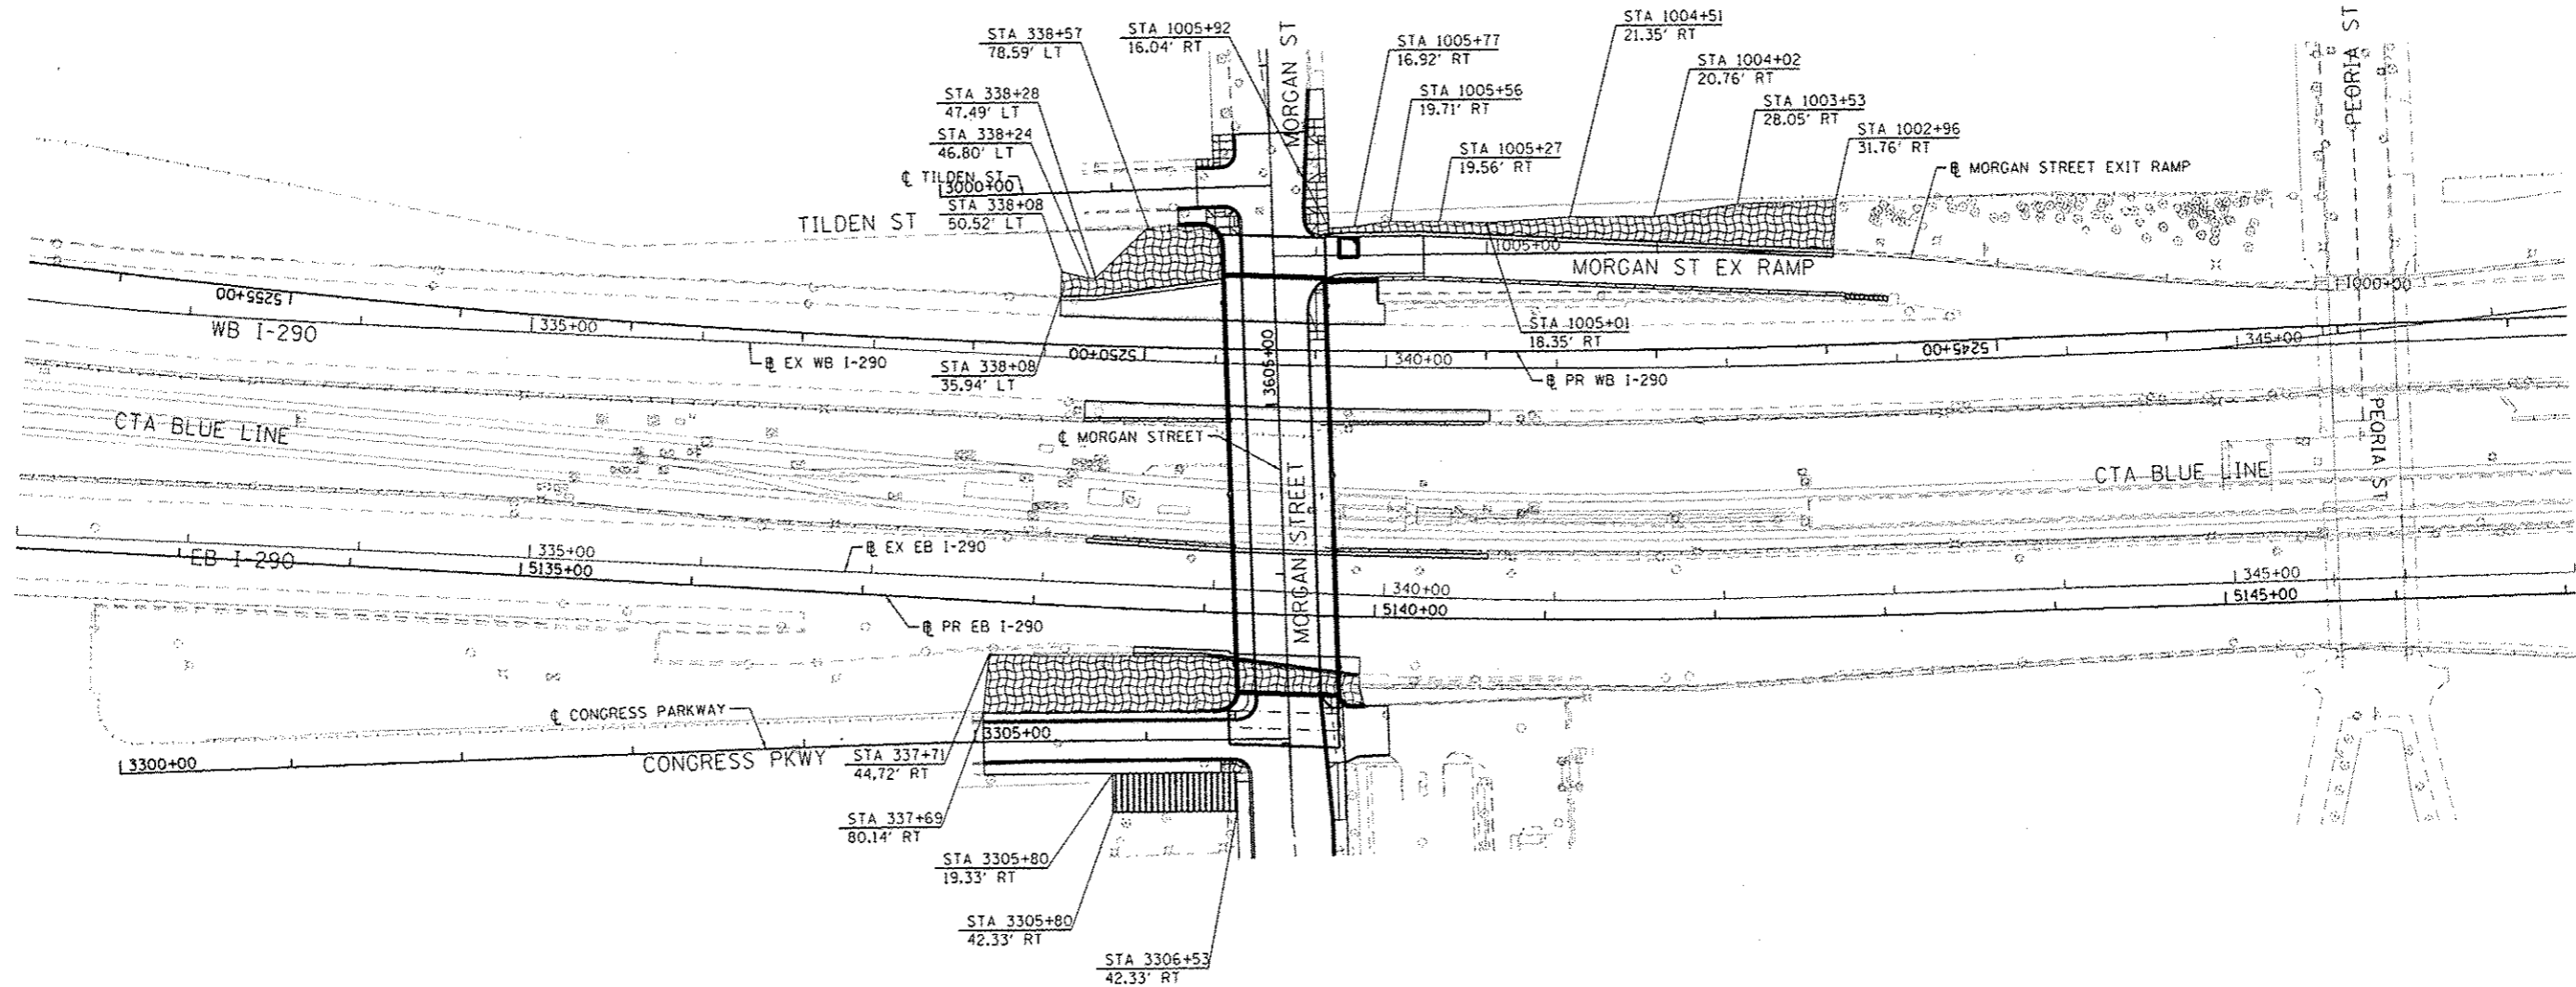 STA 338+57
78.59' LT
STA 1005+92
16.04' RT
MORGAN ST
STA 1005+77
16.92' RT
STA 1004+51
21.35' RT
PEORIA ST
STA 338+28
47.49' LT
STA 1005+56
19.71' RT
STA 1004+02
20.76' RT
STA 1003+53
28.05' RT
STA 338+24
46.80' LT
MORGAN ST
STA 1005+27
19.56' RT
STA 1002+96
31.76' RT
PEORIA ST
℄ TILDEN ST
3000+00
STA 338+08
50.52' LT
TILDEN ST
℄ MORGAN STREET EXIT RAMP
1005+00
MORGAN ST EX RAMP
1000+00
5255+00
WB I-290
335+00
5250+00
3605+00
STA 1005+01
18.35' RT
340+00
5245+00
345+00
STA 338+08
35.94' LT
℄ EX WB I-290
℄ PR WB I-290
CTA BLUE LINE
℄ MORGAN STREET
MORGAN STREET
CTA BLUE LINE
PEORIA ST
335+00
5135+00
EB I-290
℄ EX EB I-290
MORGAN STREET
340+00
5140+00
345+00
5145+00
℄ PR EB I-290
℄ CONGRESS PARKWAY
3305+00
3300+00
CONGRESS PKWY
STA 337+71
44.72' RT
STA 337+69
80.14' RT
STA 3305+80
19.33' RT
STA 3305+80
42.33' RT
STA 3306+53
42.33' RT